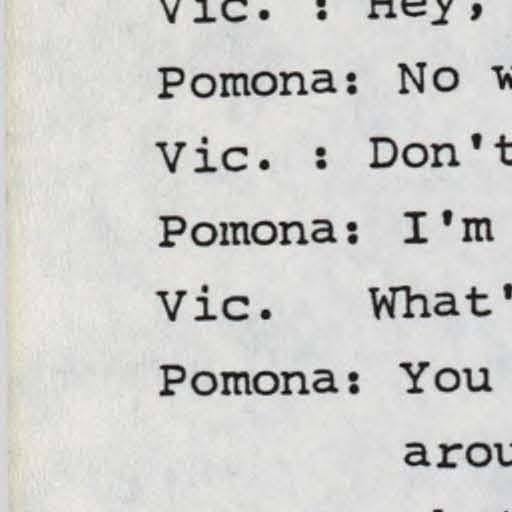 Vic. : Hey,
Pomona: No
Vic. : Don't
Pomona: I'm
Vic. What'
Pomona: You
arou